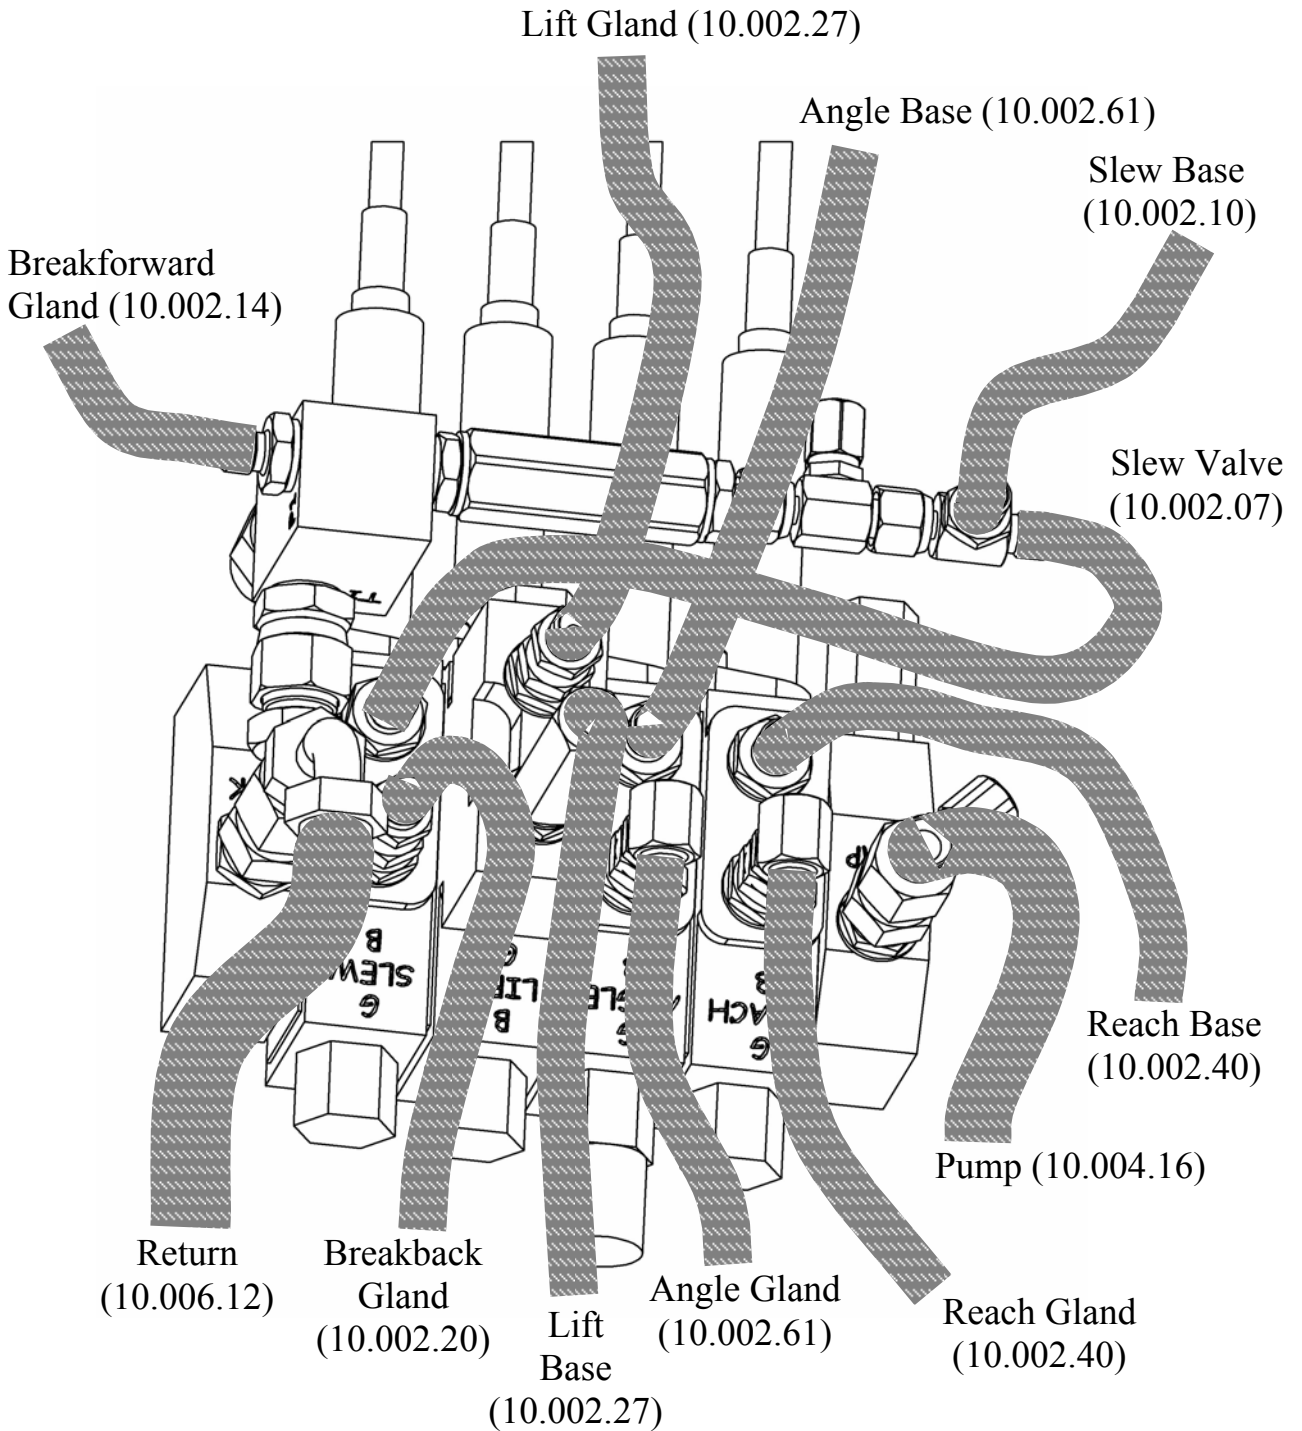 Lift Gland (10.002.27)
Angle Base (10.002.61)
Slew Base
(10.002.10)
Breakforward
Gland (10.002.14)
Slew Valve
(10.002.07)
P
B
SLEW
G
B
G
B
G
B
G
Reach Base
(10.002.40)
Pump (10.004.16)
Return
(10.006.12)
Breakback
Gland
(10.002.20)
Lift
Base
(10.002.27)
Angle Gland
(10.002.61)
Reach Gland
(10.002.40)